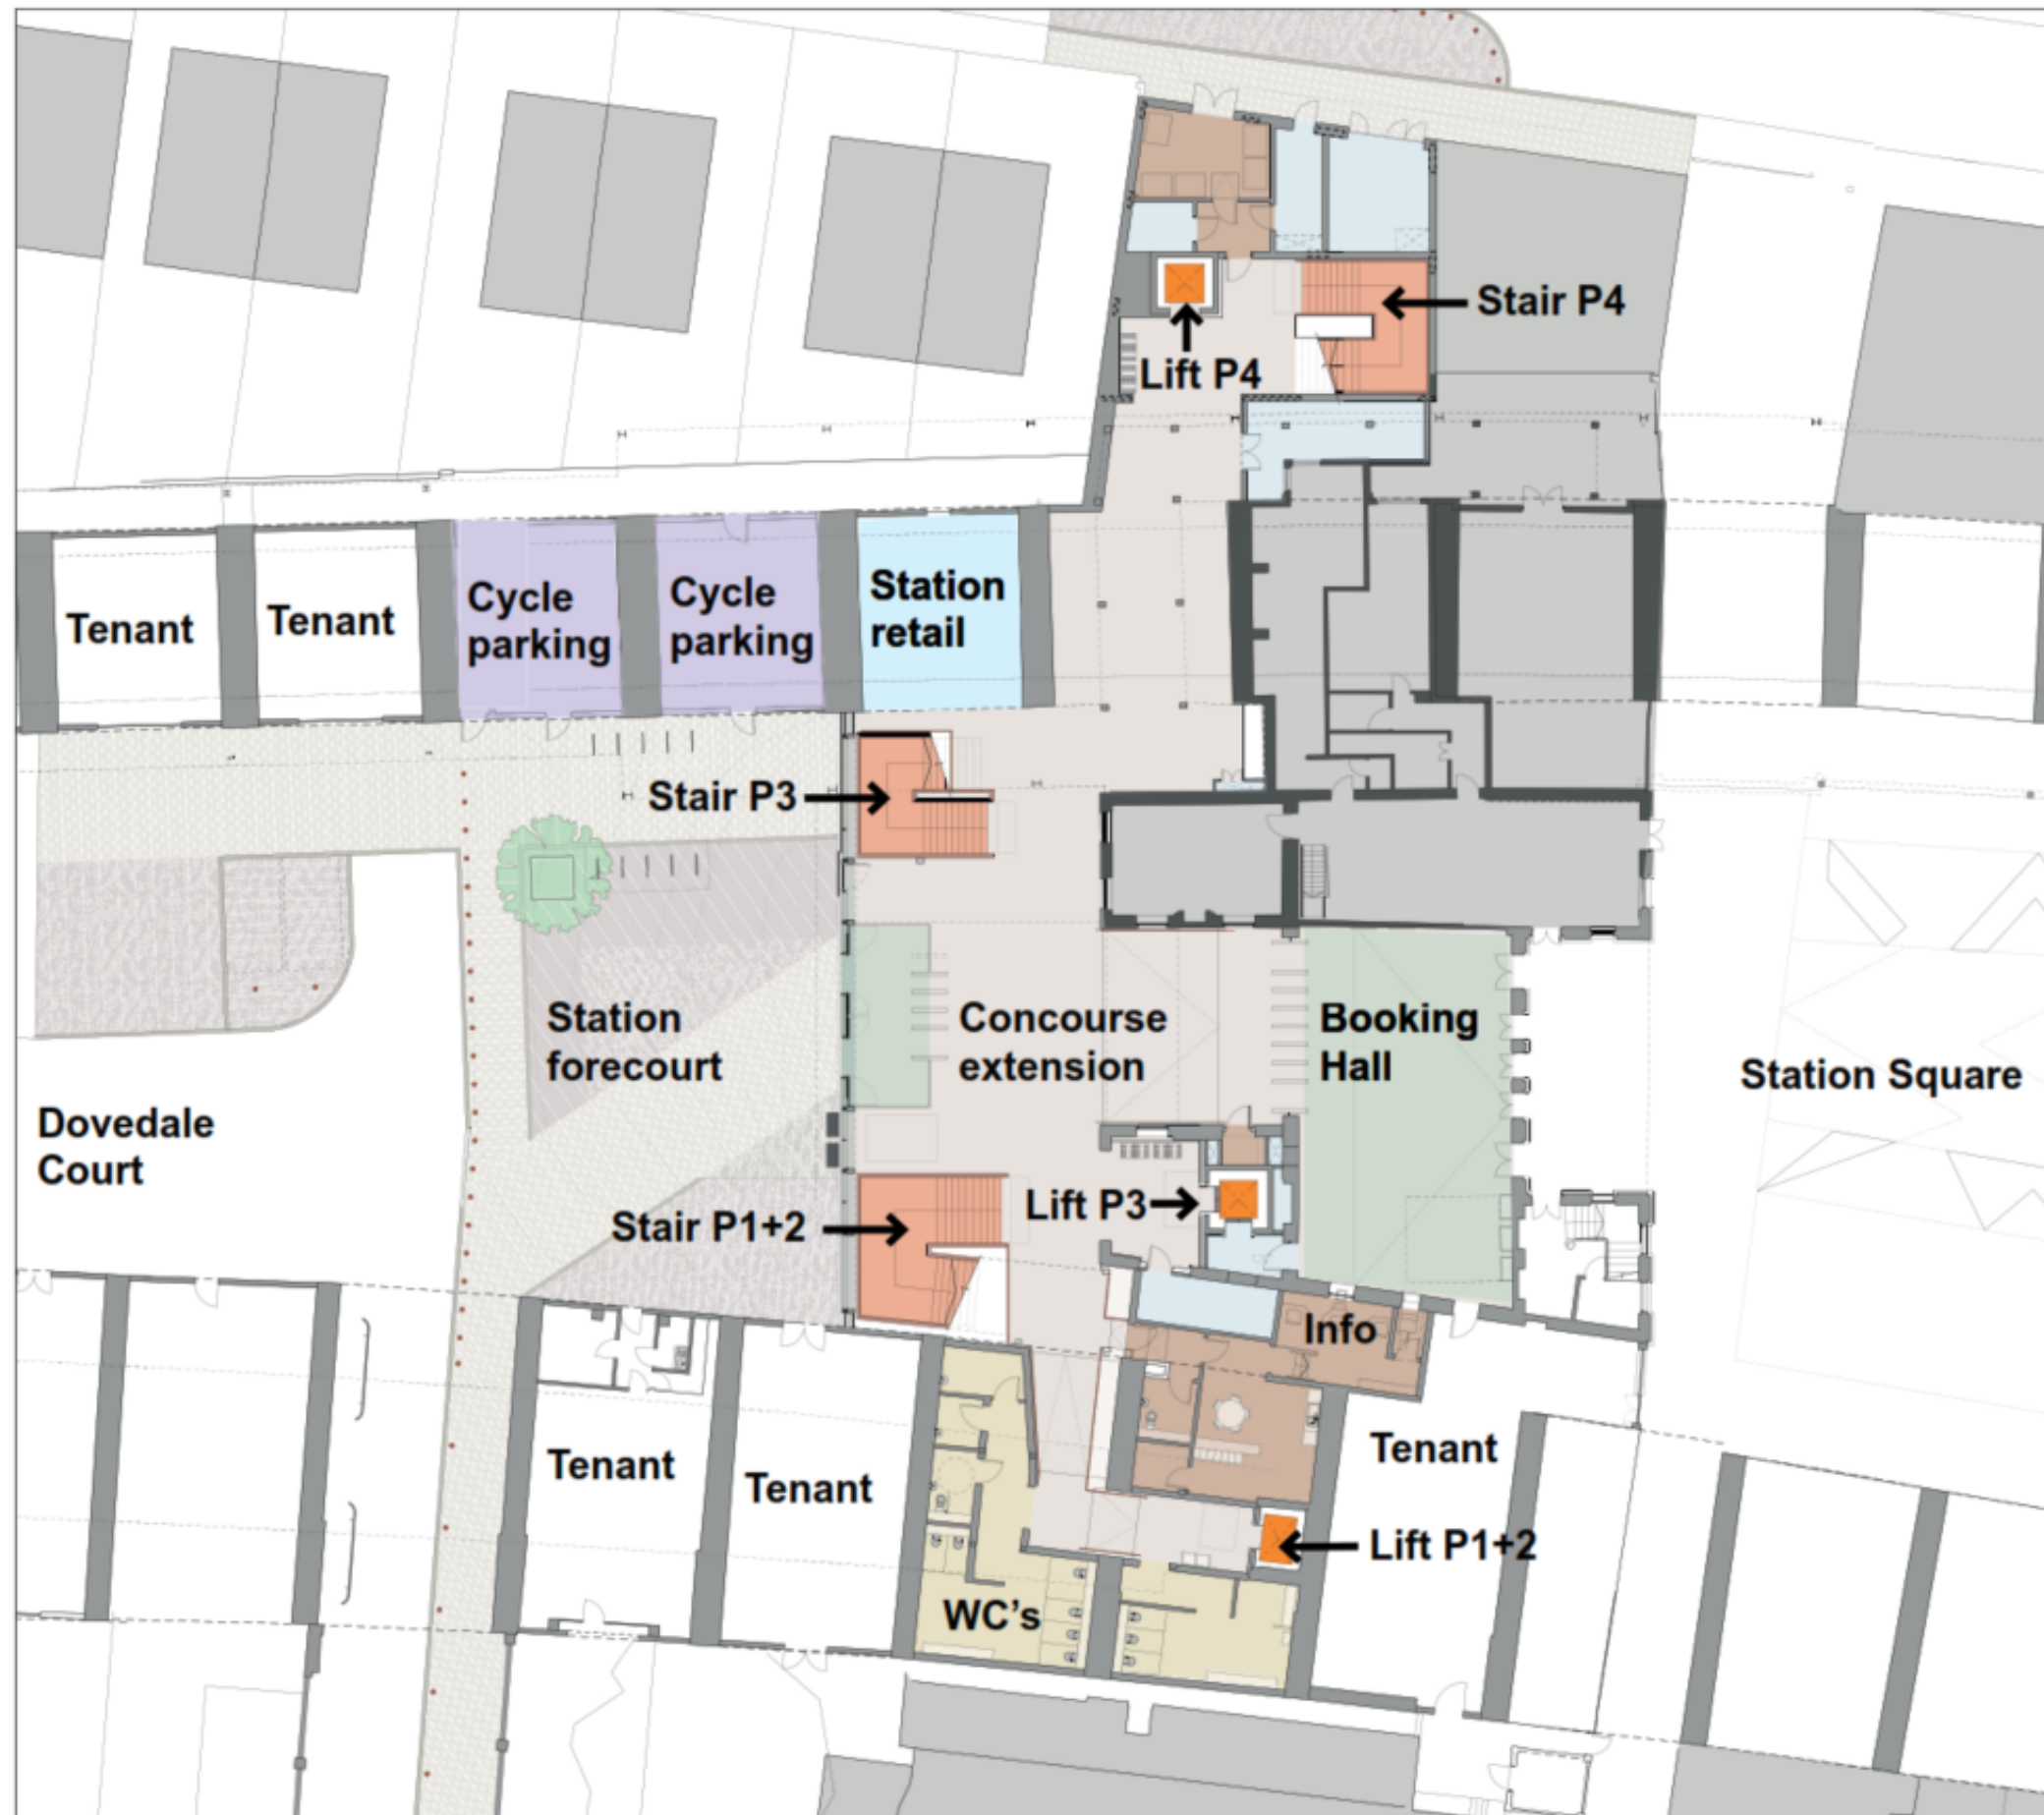 Stair P4
Lift P4
Tenant
Tenant
Cycle
parking
Cycle
parking
Station
retail
Stair P3
Station
forecourt
Concourse
extension
Booking
Hall
Station Square
Dovedale
Court
Lift P3
Stair P1+2
Info
Tenant
Tenant
Tenant
Lift P1+2
WC's